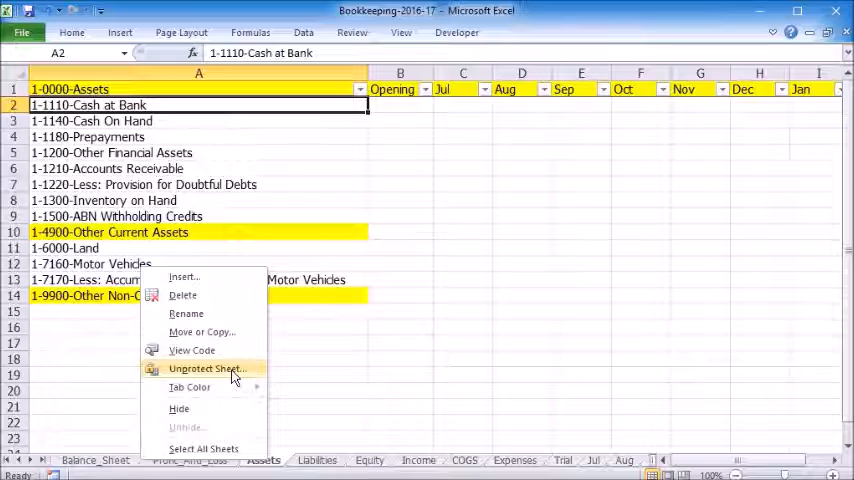 Bookkeeping-2016-17 - Microsoft Excel
File Home Insert Page Layout Formulas Data Review View Developer
A2 fx 1-1110-Cash at Bank
A B C D E F G H I
1 1-0000-Assets Opening Jul Aug Sep Oct Nov Dec Jan
2 1-1110-Cash at Bank
3 1-1140-Cash On Hand
4 1-1180-Prepayments
5 1-1200-Other Financial Assets
6 1-1210-Accounts Receivable
7 1-1220-Less: Provision for Doubtful Debts
8 1-1300-Inventory on Hand
9 1-1500-ABN Withholding Credits
10 1-4900-Other Current Assets
11 1-6000-Land
12 1-7160-Motor Vehicles
13 1-7170-Less: Accum Motor Vehicles
14 1-9900-Other Non-C
15
16
17
18
19
20
21
22
23
Insert...
Delete
Rename
Move or Copy...
View Code
Unprotect Sheet...
Tab Color
Hide
Unhide...
Select All Sheets
Balance_Sheet Profit_And_Loss Assets Liabilities Equity Income COGS Expenses Trial Jul Aug
Ready 100%